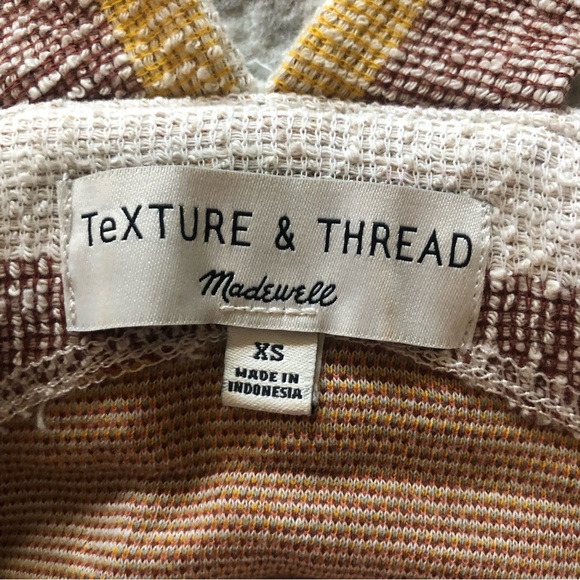 TeXTURE & THREAD
Madewell
XS
MADE IN
INDONESIA